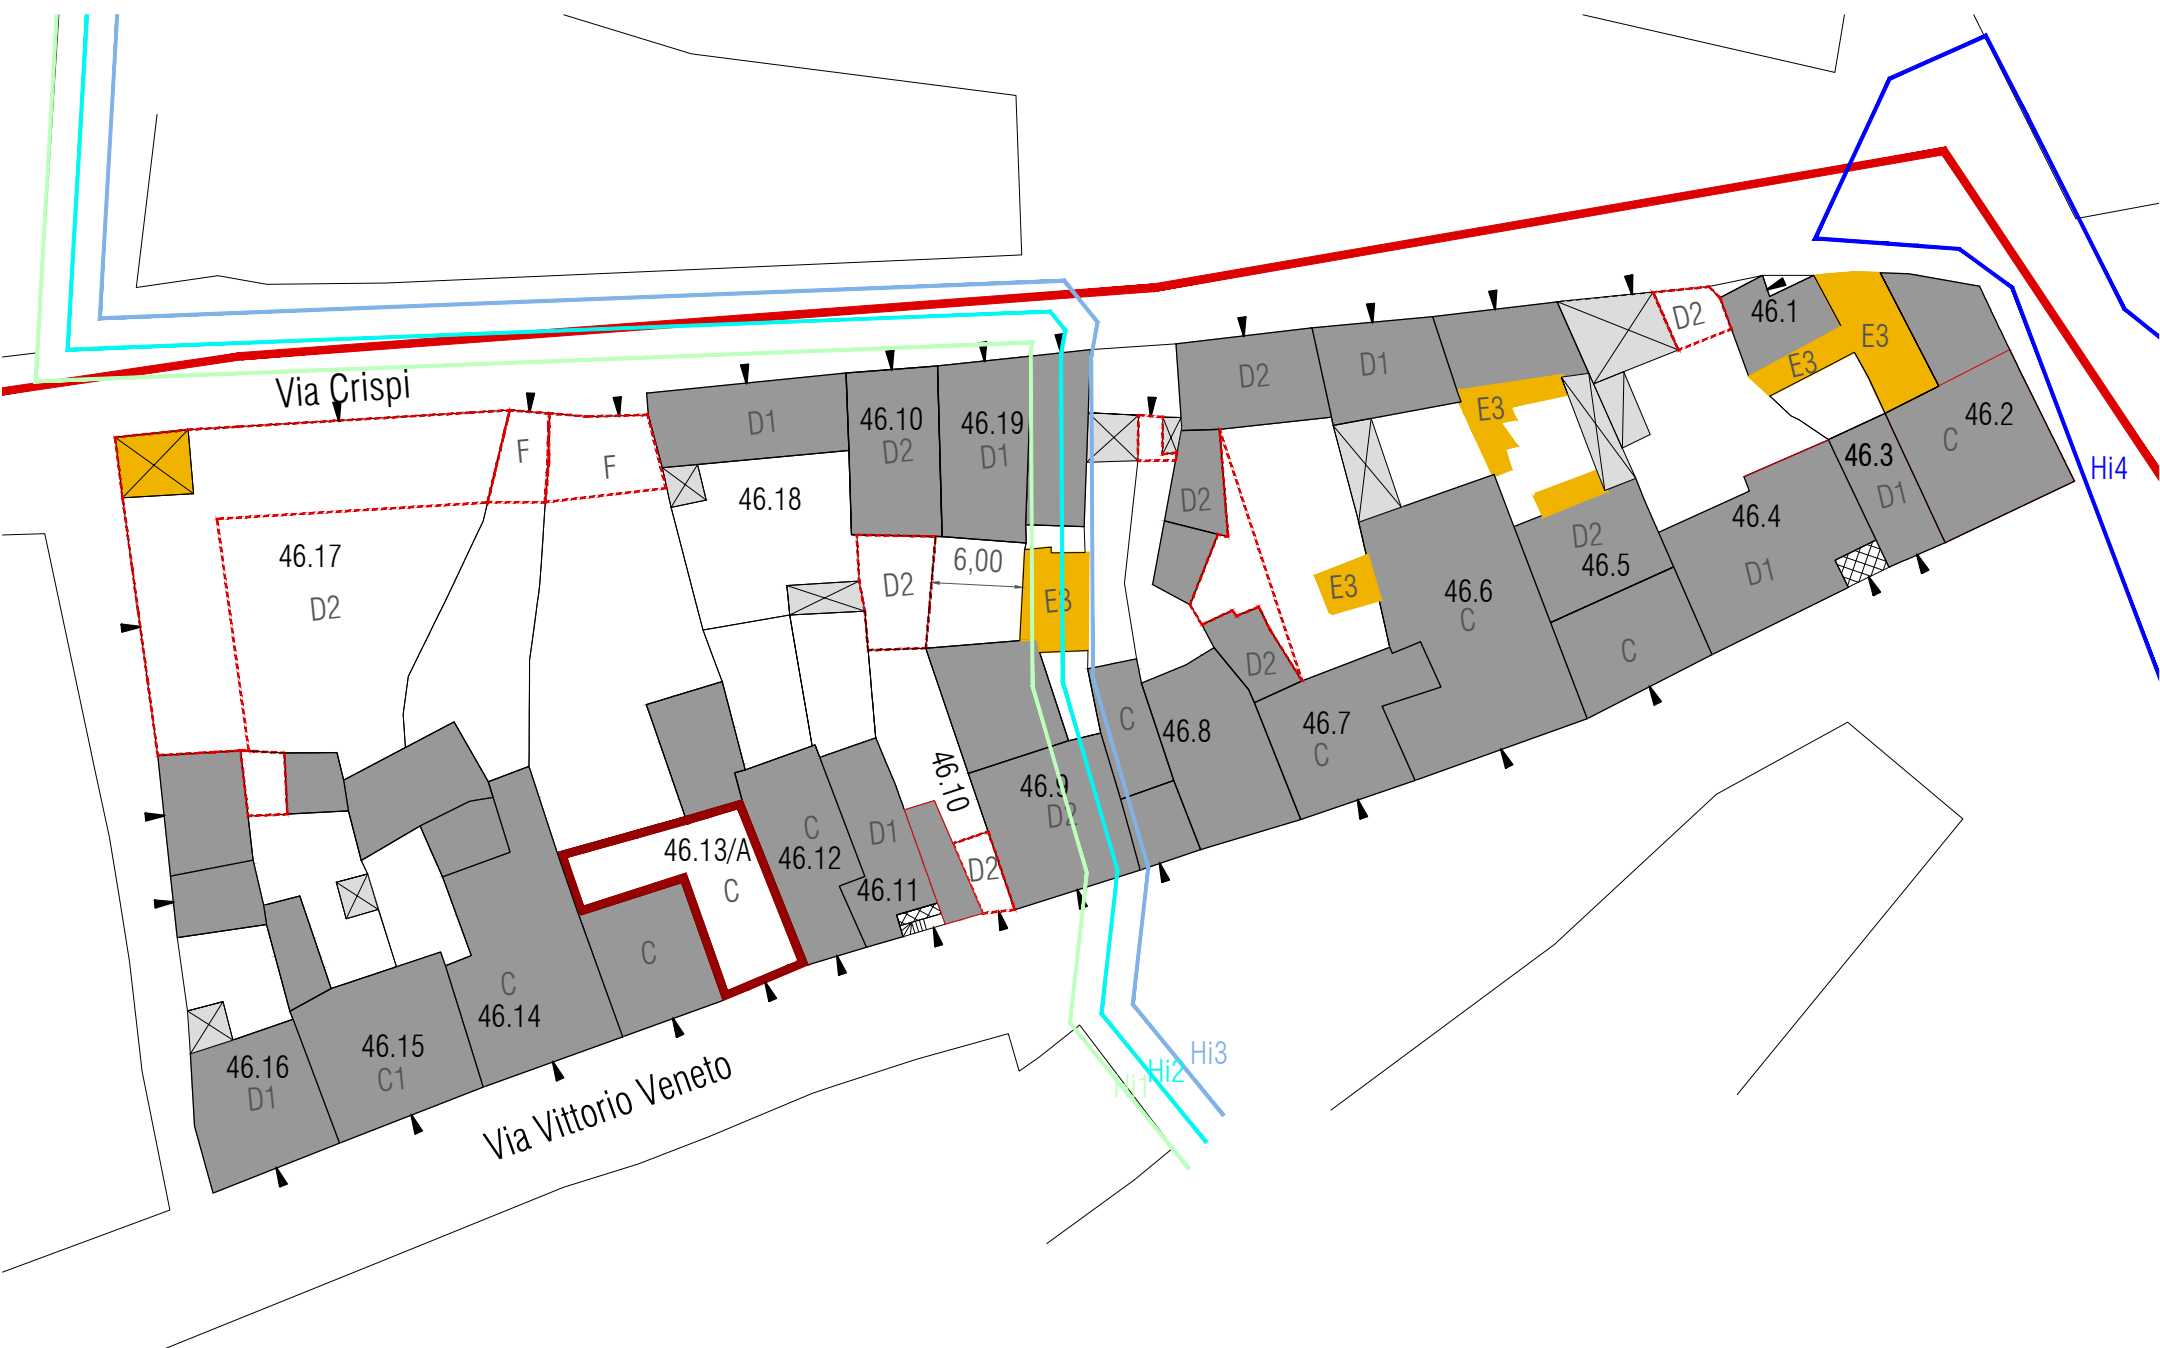 D2
46.1
E3
E3
Via Crispi
D2
D1
E3
46.2
C
D1
46.10
D2
46.19
D1
F
F
46.3
D1
46.18
D2
46.4
D1
D2
46.5
46.17
D2
6,00
D2
E3
E3
46.6
C
C
Hi4
D2
C
46.8
46.7
C
46.10
46.9
D2
C
46.12
D1
46.11
D2
46.13/A
C
C
C
46.14
46.15
C1
46.16
D1
Via Vittorio Veneto
Hi1
Hi2
Hi3